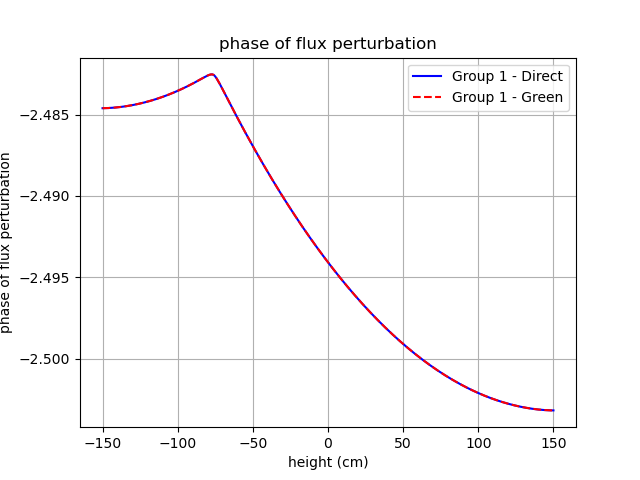 phase of flux perturbation
Group 1 - Direct
Group 1 - Green
phase of flux perturbation
−2.485
−2.490
−2.495
−2.500
−150
−100
−50
0
50
100
150
height (cm)